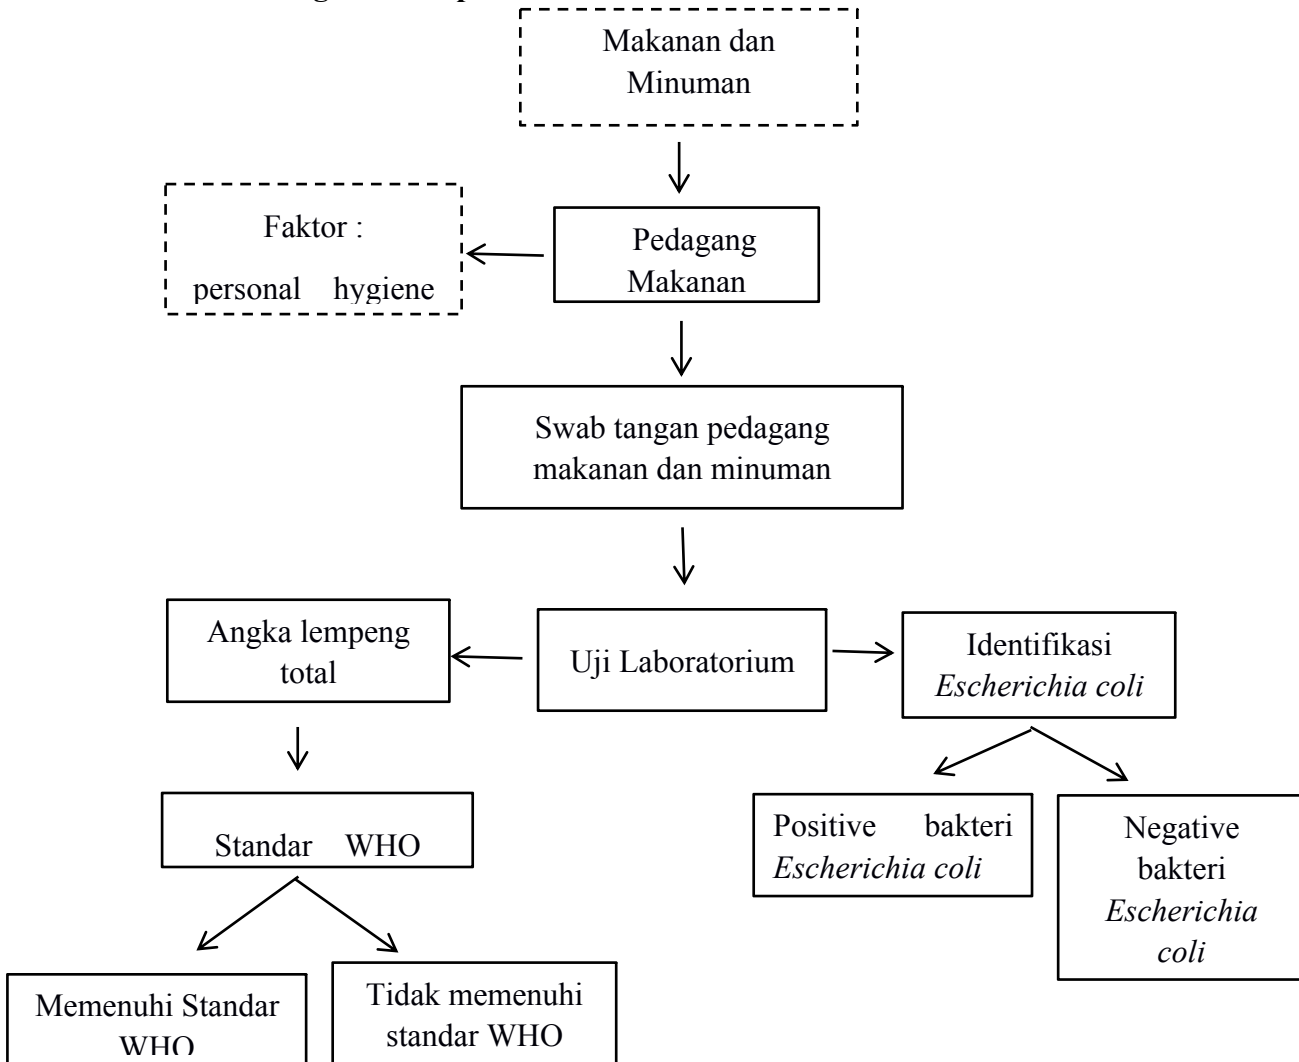 Makanan dan
Minuman
Faktor :
personal hygiene
Pedagang
Makanan
Swab tangan pedagang
makanan dan minuman
Angka lempeng
total
Uji Laboratorium
Identifikasi
Escherichia coli
Standar WHO
Positive bakteri
Escherichia coli
Negative
bakteri
Escherichia
coli
Memenuhi Standar
WHO
Tidak memenuhi
standar WHO